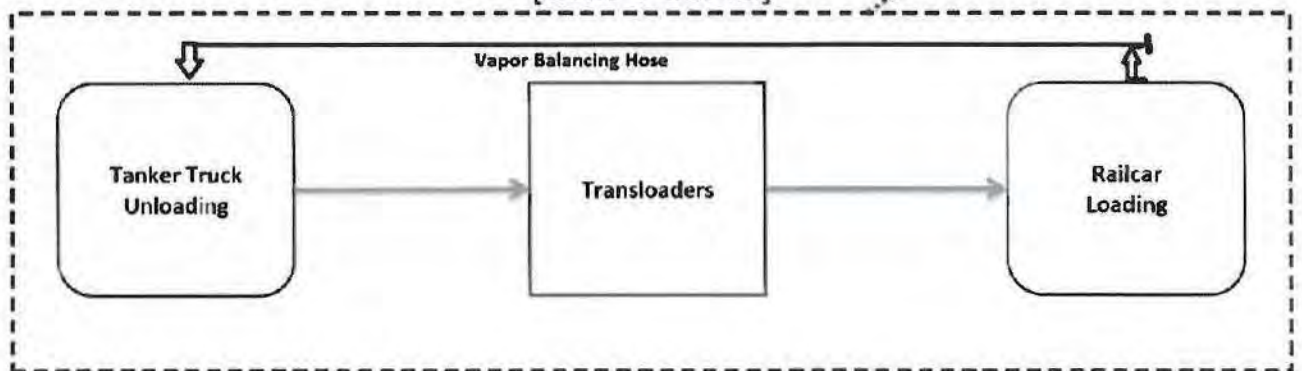 Vapor Balancing Hose
Tanker Truck
Unloading
Transloaders
Railcar
Loading